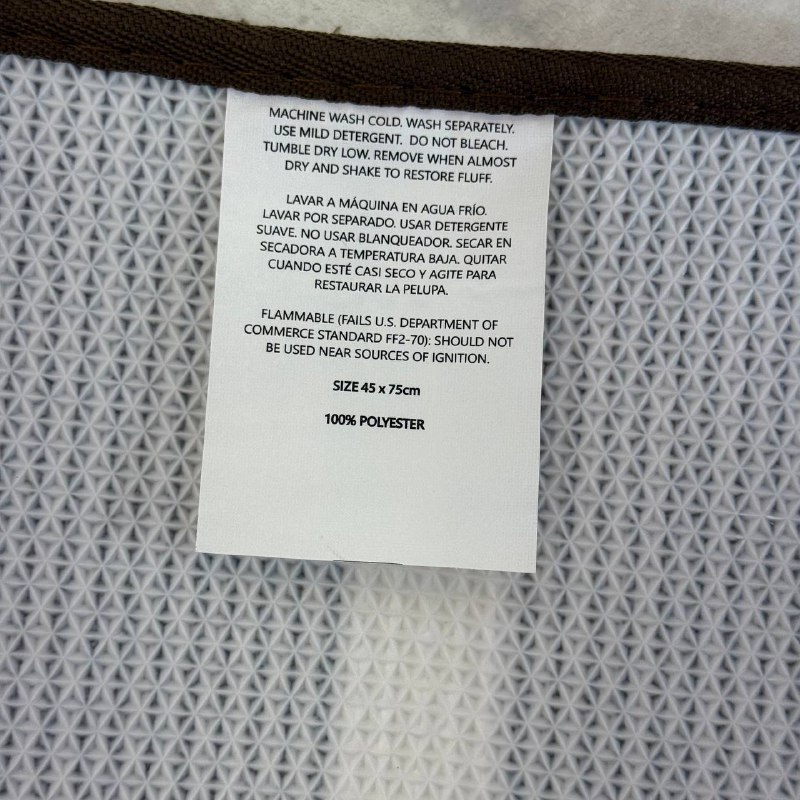 MACHINE WASH COLD. WASH SEPARATELY.
USE MILD DETERGENT. DO NOT BLEACH.
TUMBLE DRY LOW. REMOVE WHEN ALMOST
DRY AND SHAKE TO RESTORE FLUFF.
LAVAR A MÁQUINA EN AGUA FRÍO.
LAVAR POR SEPARADO. USAR DETERGENTE
SUAVE. NO USAR BLANQUEADOR. SECAR EN
SECADORA A TEMPERATURA BAJA. QUITAR
CUANDO ESTÉ CASI SECO Y AGITE PARA
RESTAURAR LA PELUPA.
FLAMMABLE (FAILS U.S. DEPARTMENT OF
COMMERCE STANDARD FF2-70): SHOULD NOT
BE USED NEAR SOURCES OF IGNITION.
SIZE 45 x 75cm
100% POLYESTER